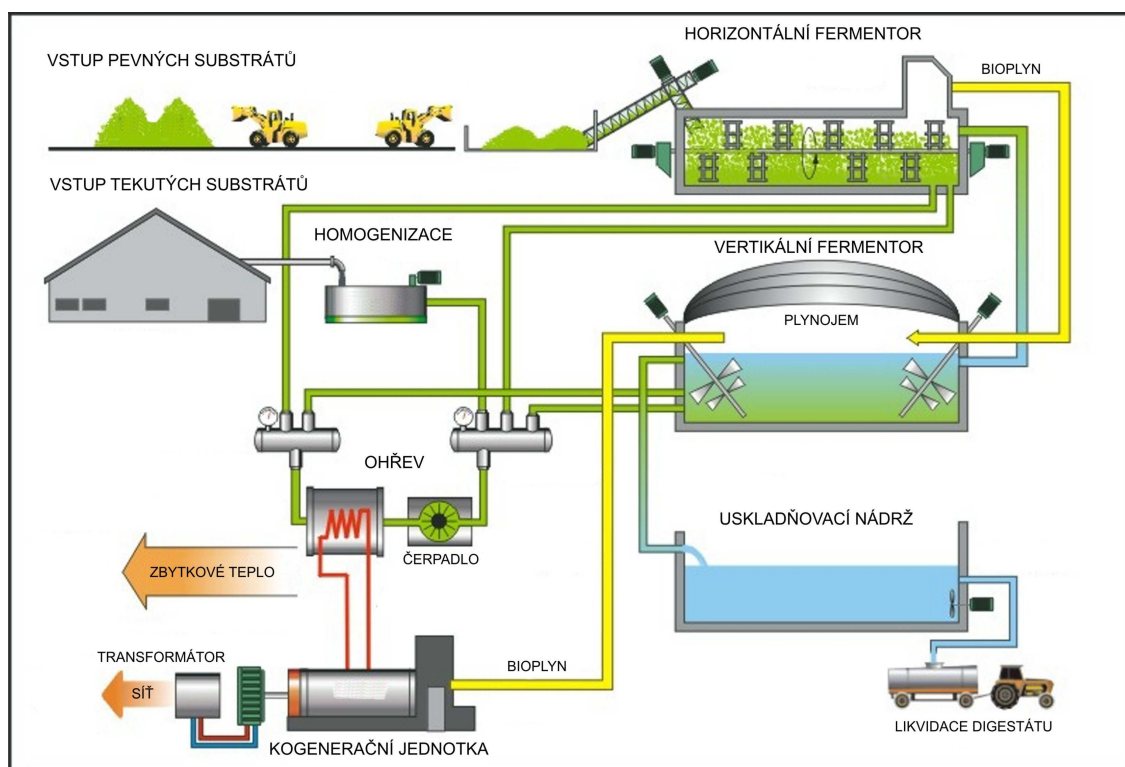 VSTUP PEVNÝCH SUBSTRÁTŮ
HORIZONTÁLNÍ FERMENTOR
BIOPLYN
VSTUP TEKUTÝCH SUBSTRÁTŮ
HOMOGENIZACE
VERTIKÁLNÍ FERMENTOR
PLYNOJEM
OHŘEV
ČERPADLO
USKLADŇOVACÍ NÁDRŽ
ZBYTKOVÉ TEPLO
TRANSFORMÁTOR
SÍŤ
BIOPLYN
KOGENERAČNÍ JEDNOTKA
LIKVIDACE DIGESTÁTU